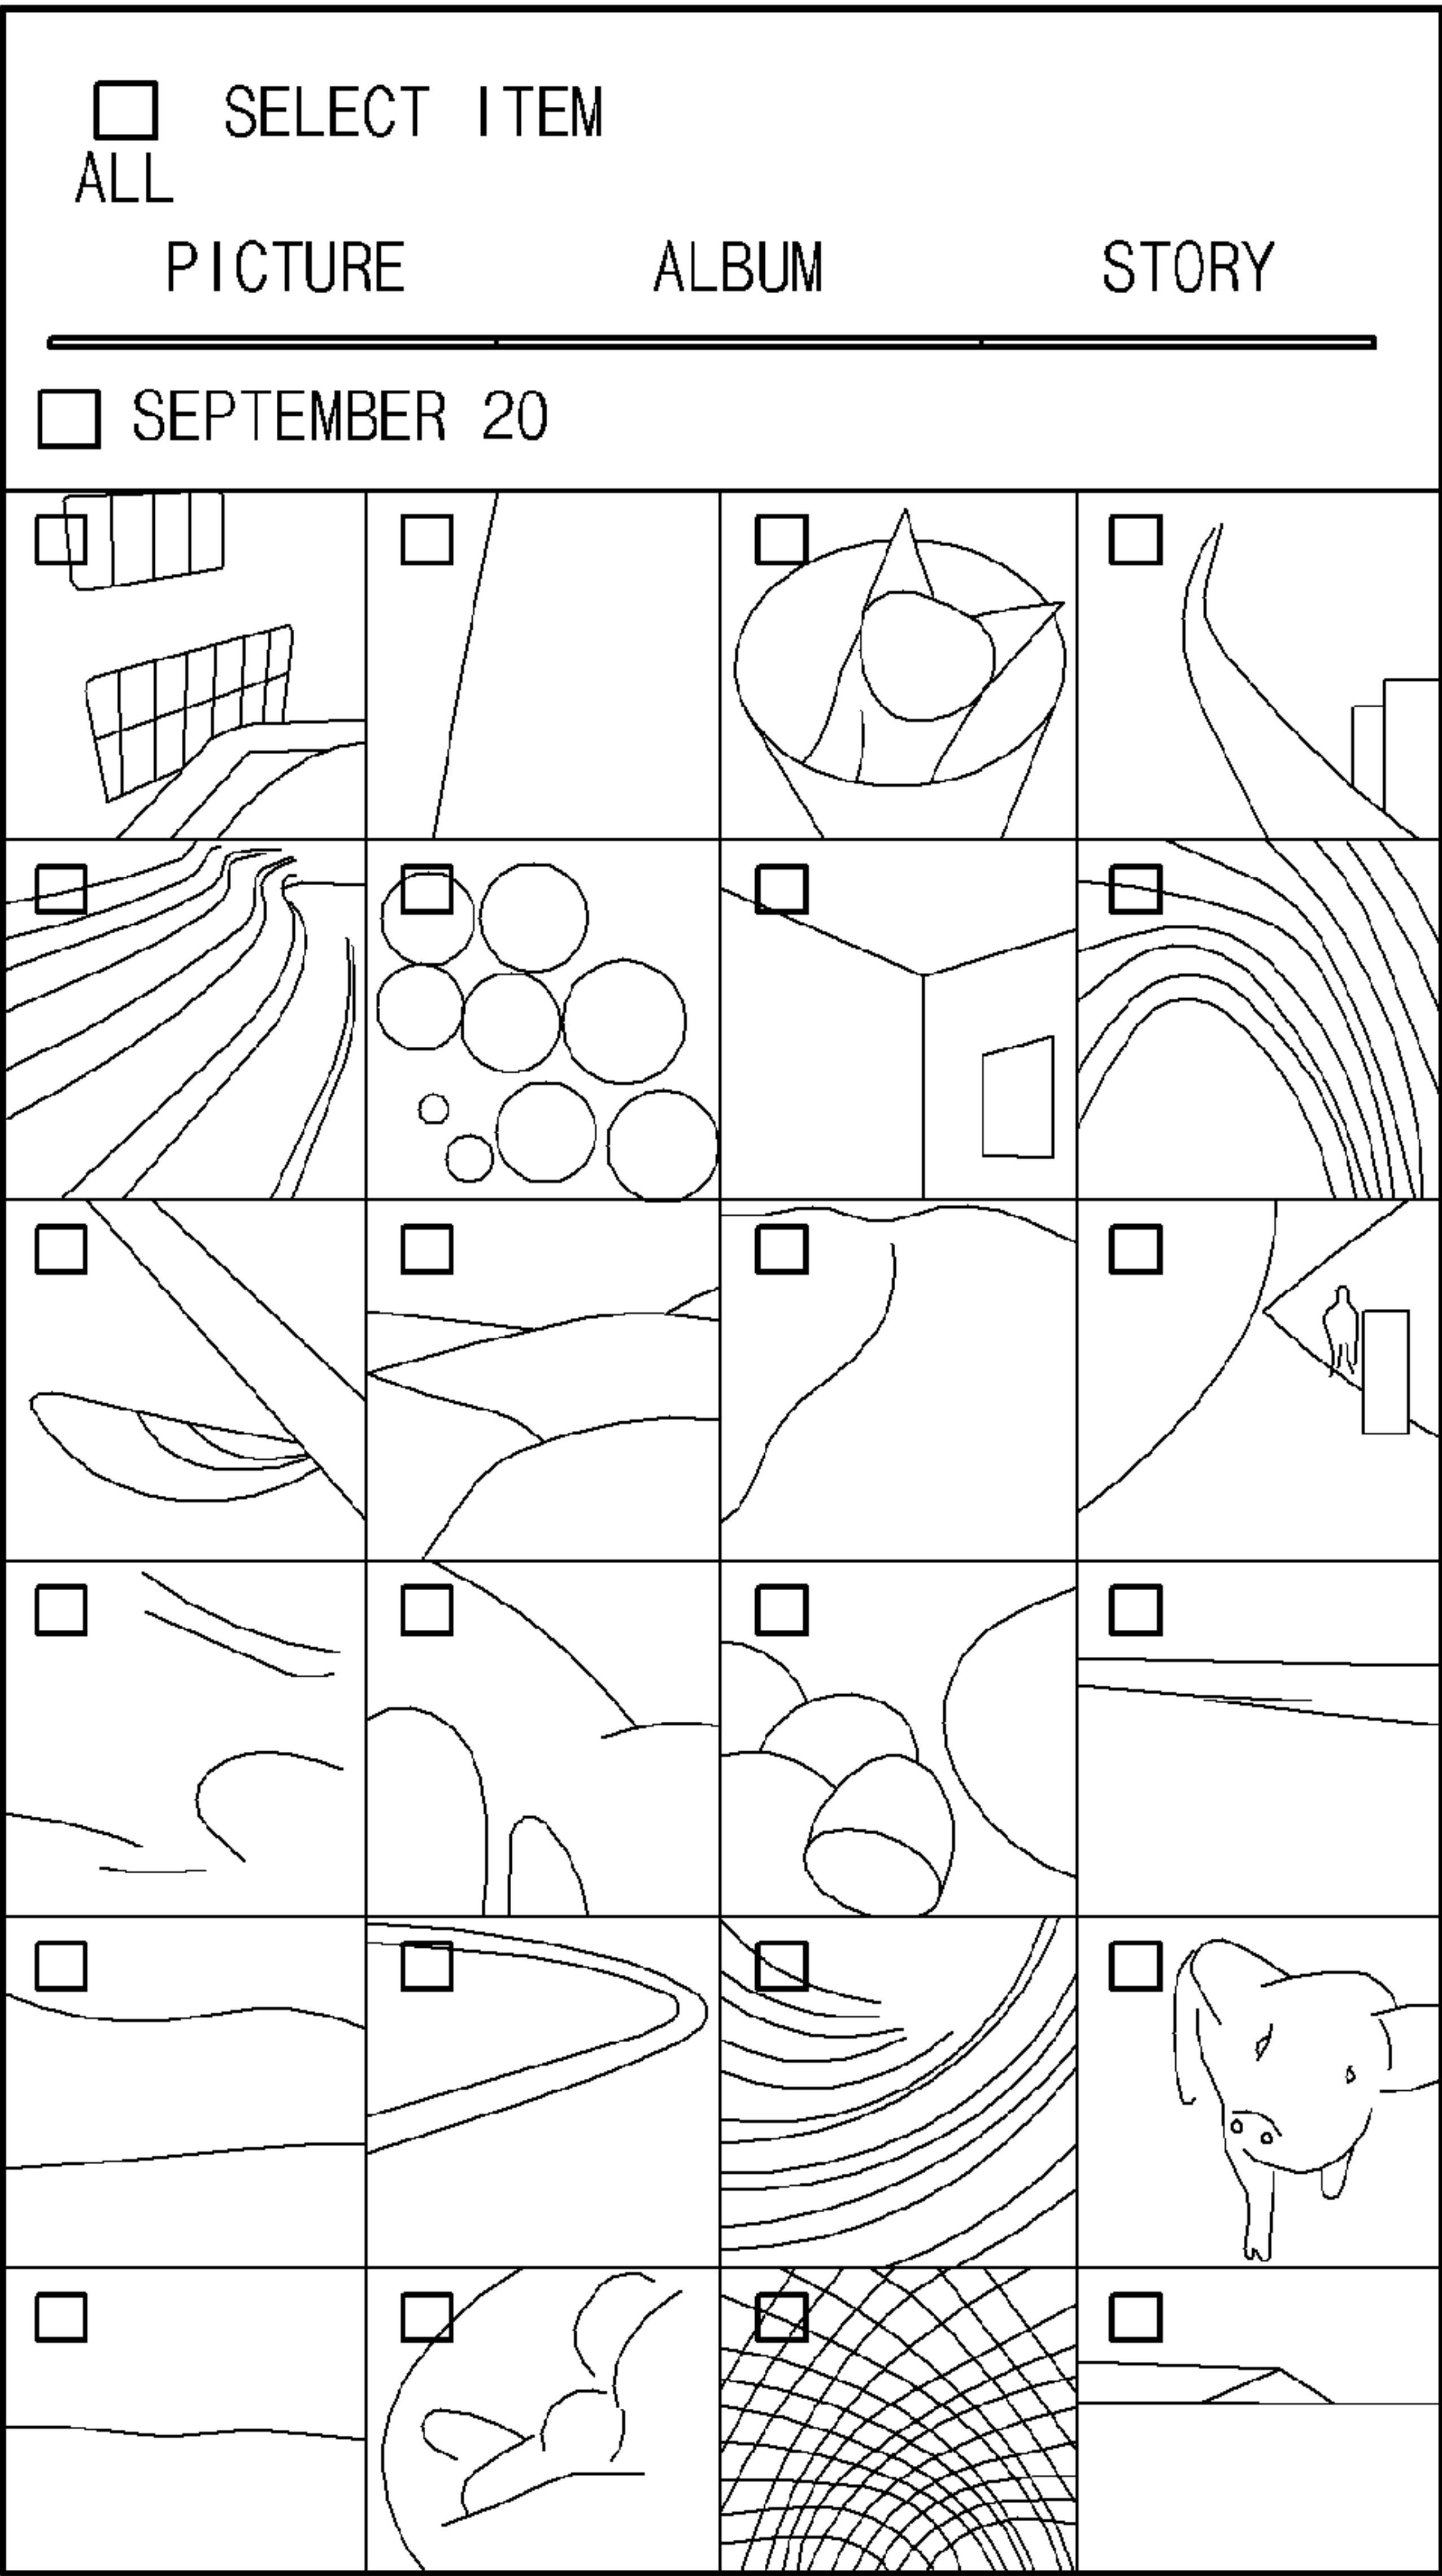 SELECT ITEM
ALL
PICTURE ALBUM STORY
SEPTEMBER 20